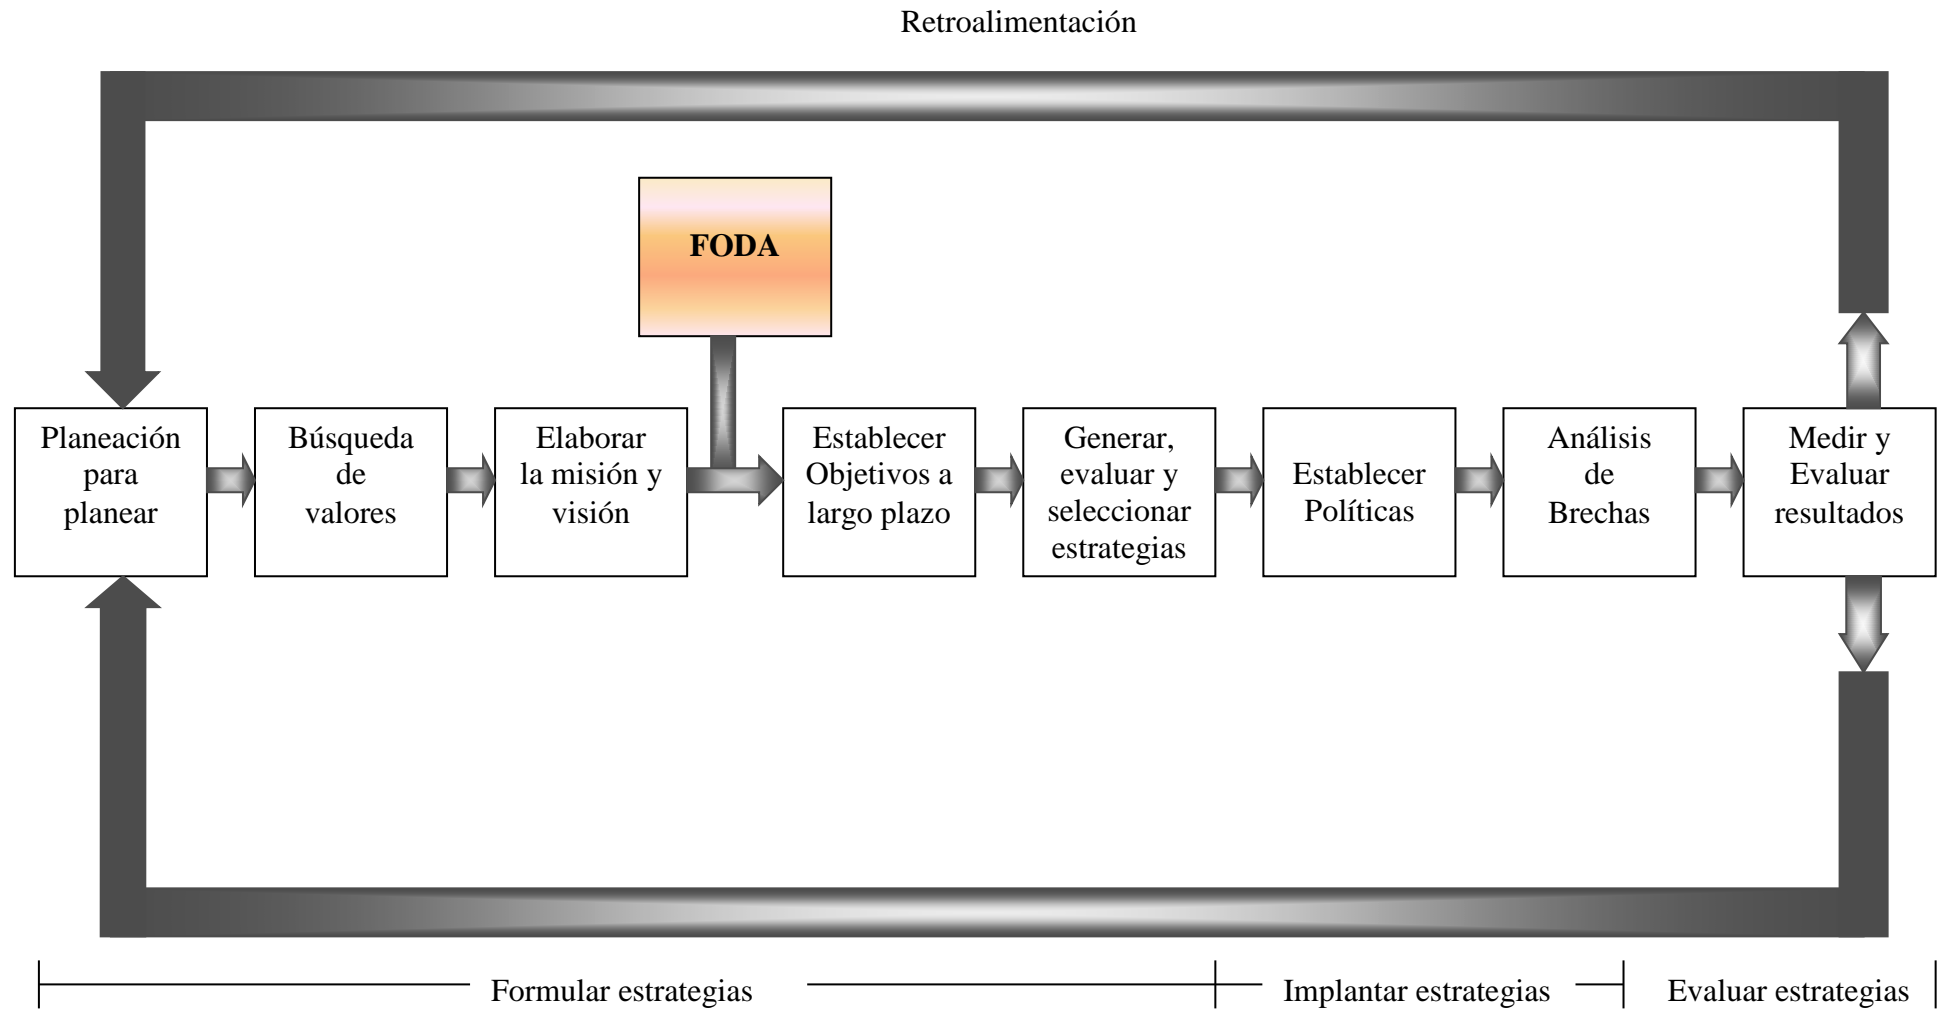 Retroalimentación
FODA
Planeación
para
planear
Búsqueda
de
valores
Elaborar
la misión y
visión
Establecer
Objetivos a
largo plazo
Generar,
evaluar y
seleccionar
estrategias
Establecer
Políticas
Análisis
de
Brechas
Medir y
Evaluar
resultados
Formular estrategias
Implantar estrategias
Evaluar estrategias